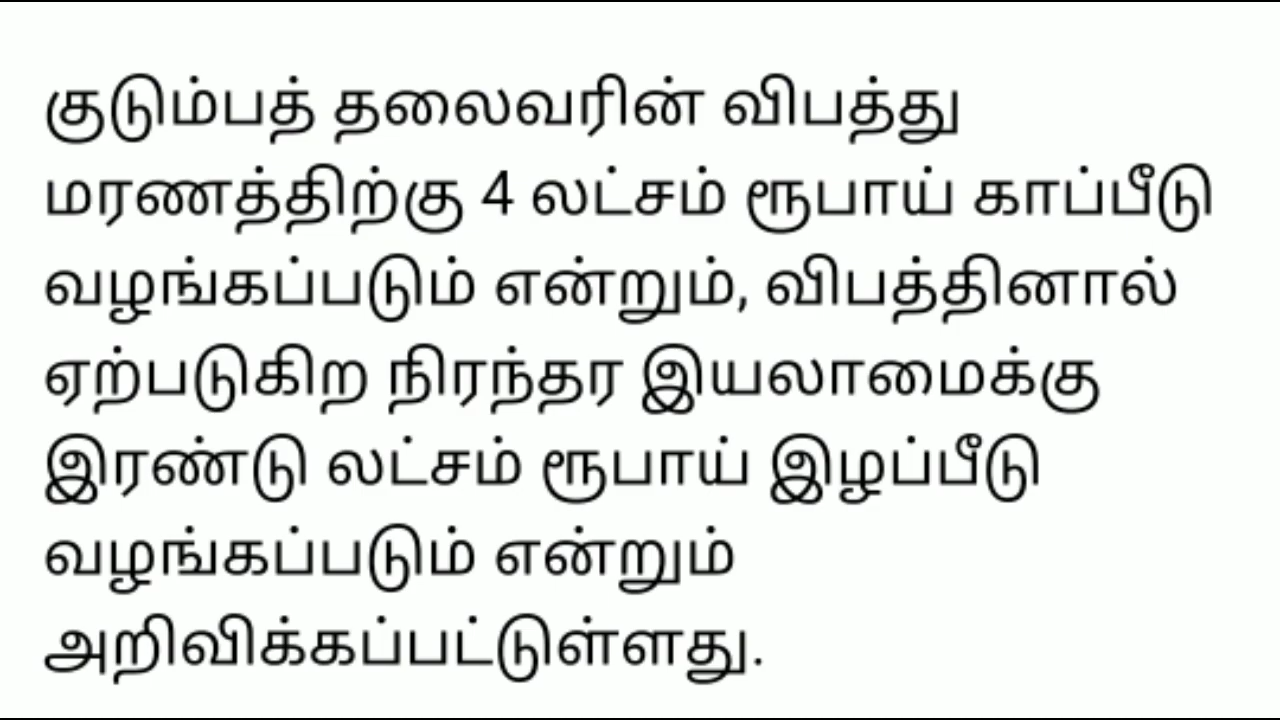 குடும்பத் தலைவரின் விபத்து
மரணத்திற்கு 4 லட்சம் ரூபாய் காப்பீடு
வழங்கப்படும் என்றும், விபத்தினால்
ஏற்படுகிற நிரந்தர இயலாமைக்கு
இரண்டு லட்சம் ரூபாய் இழப்பீடு
வழங்கப்படும் என்றும்
அறிவிக்கப்பட்டுள்ளது.